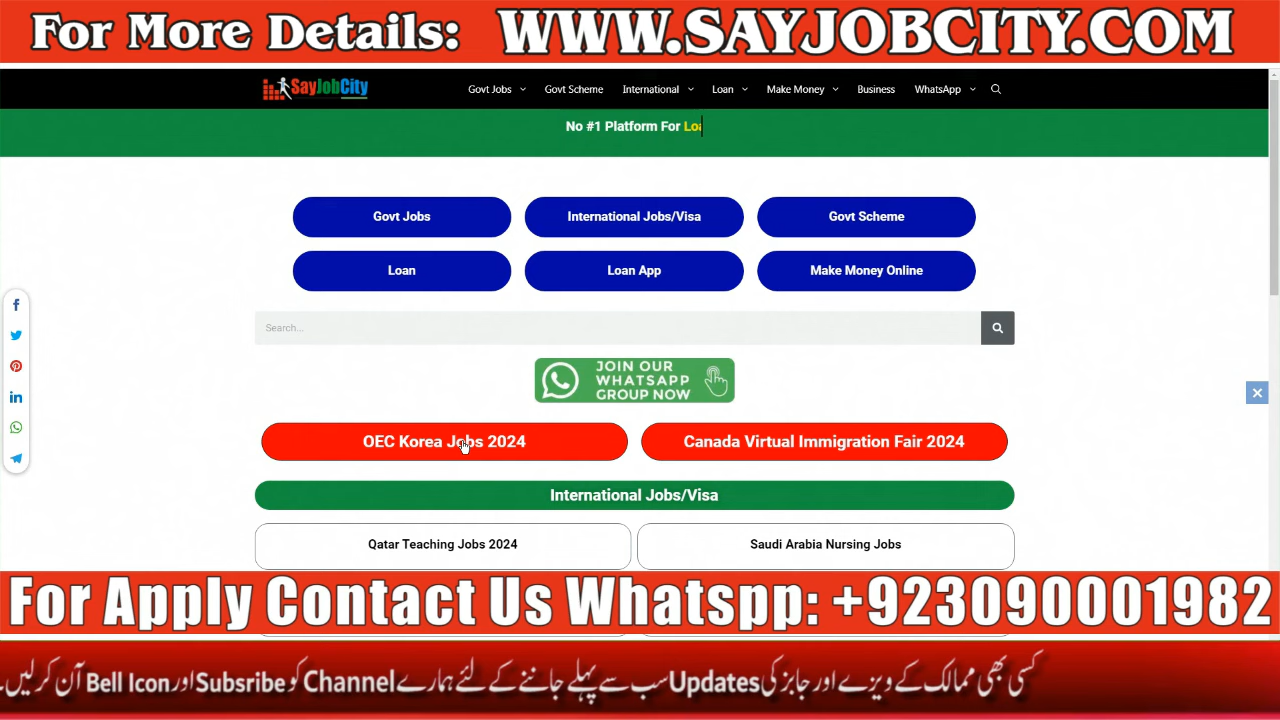 For More Details: WWW.SAYJOBCITY.COM
SayJobCity
Govt Jobs Govt Scheme International Loan Make Money Business WhatsApp
No #1 Platform For Loa
Govt Jobs International Jobs/Visa Govt Scheme
Loan Loan App Make Money Online
Search...
JOIN OUR
WHATSAPP
GROUP NOW
OEC Korea Jobs 2024 Canada Virtual Immigration Fair 2024
International Jobs/Visa
Qatar Teaching Jobs 2024 Saudi Arabia Nursing Jobs
For Apply Contact Us Whatspp: +923090001982
کسی بھی ممالک کے ویزے اور جابز کی Updates سب سے پہلے جاننے کے لئے ہمارے Channel کو Subsribe اور Bell Icon آن کرلیں۔